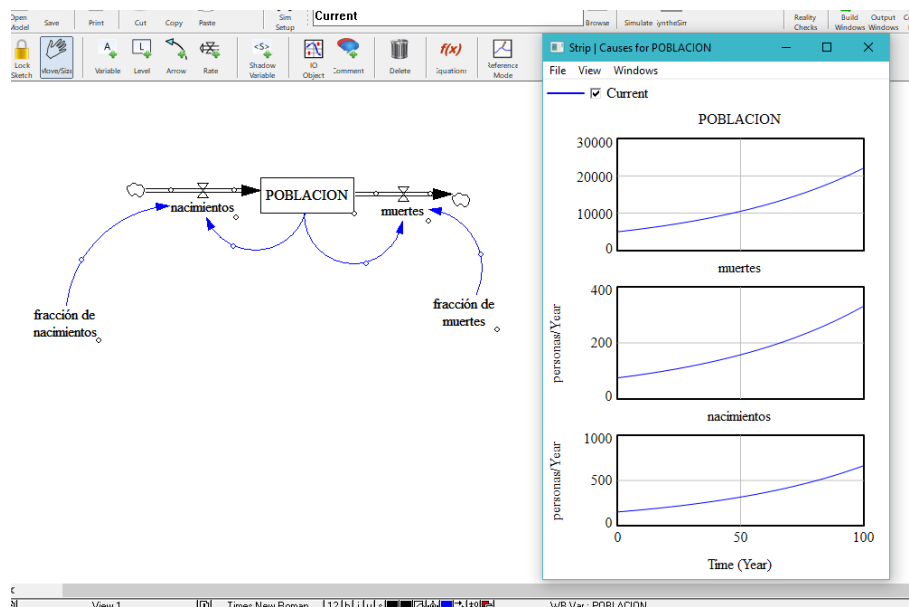 Open
Model
Save
Print
Cut
Copy
Paste
Sim
Setup
Current
Browse
Simulate
SyntheSim
Reality
Checks
Build
Windows
Output
Windows
Lock
Sketch
Move/Size
Variable
Level
Arrow
Rate
<S>
Shadow
Variable
IO
Object
Comment
Delete
f(x)
Equations
Reference
Mode
Strip | Causes for POBLACION
File View Windows
Current
POBLACION
30000
20000
10000
0
muertes
400
200
0
personas/Year
nacimientos
1000
500
0
personas/Year
0 50 100
Time (Year)
POBLACION
nacimientos
muertes
fracción de
nacimientos
fracción de
muertes
View 1
Times New Roman
12 b i u s
WB Var : POBLACION